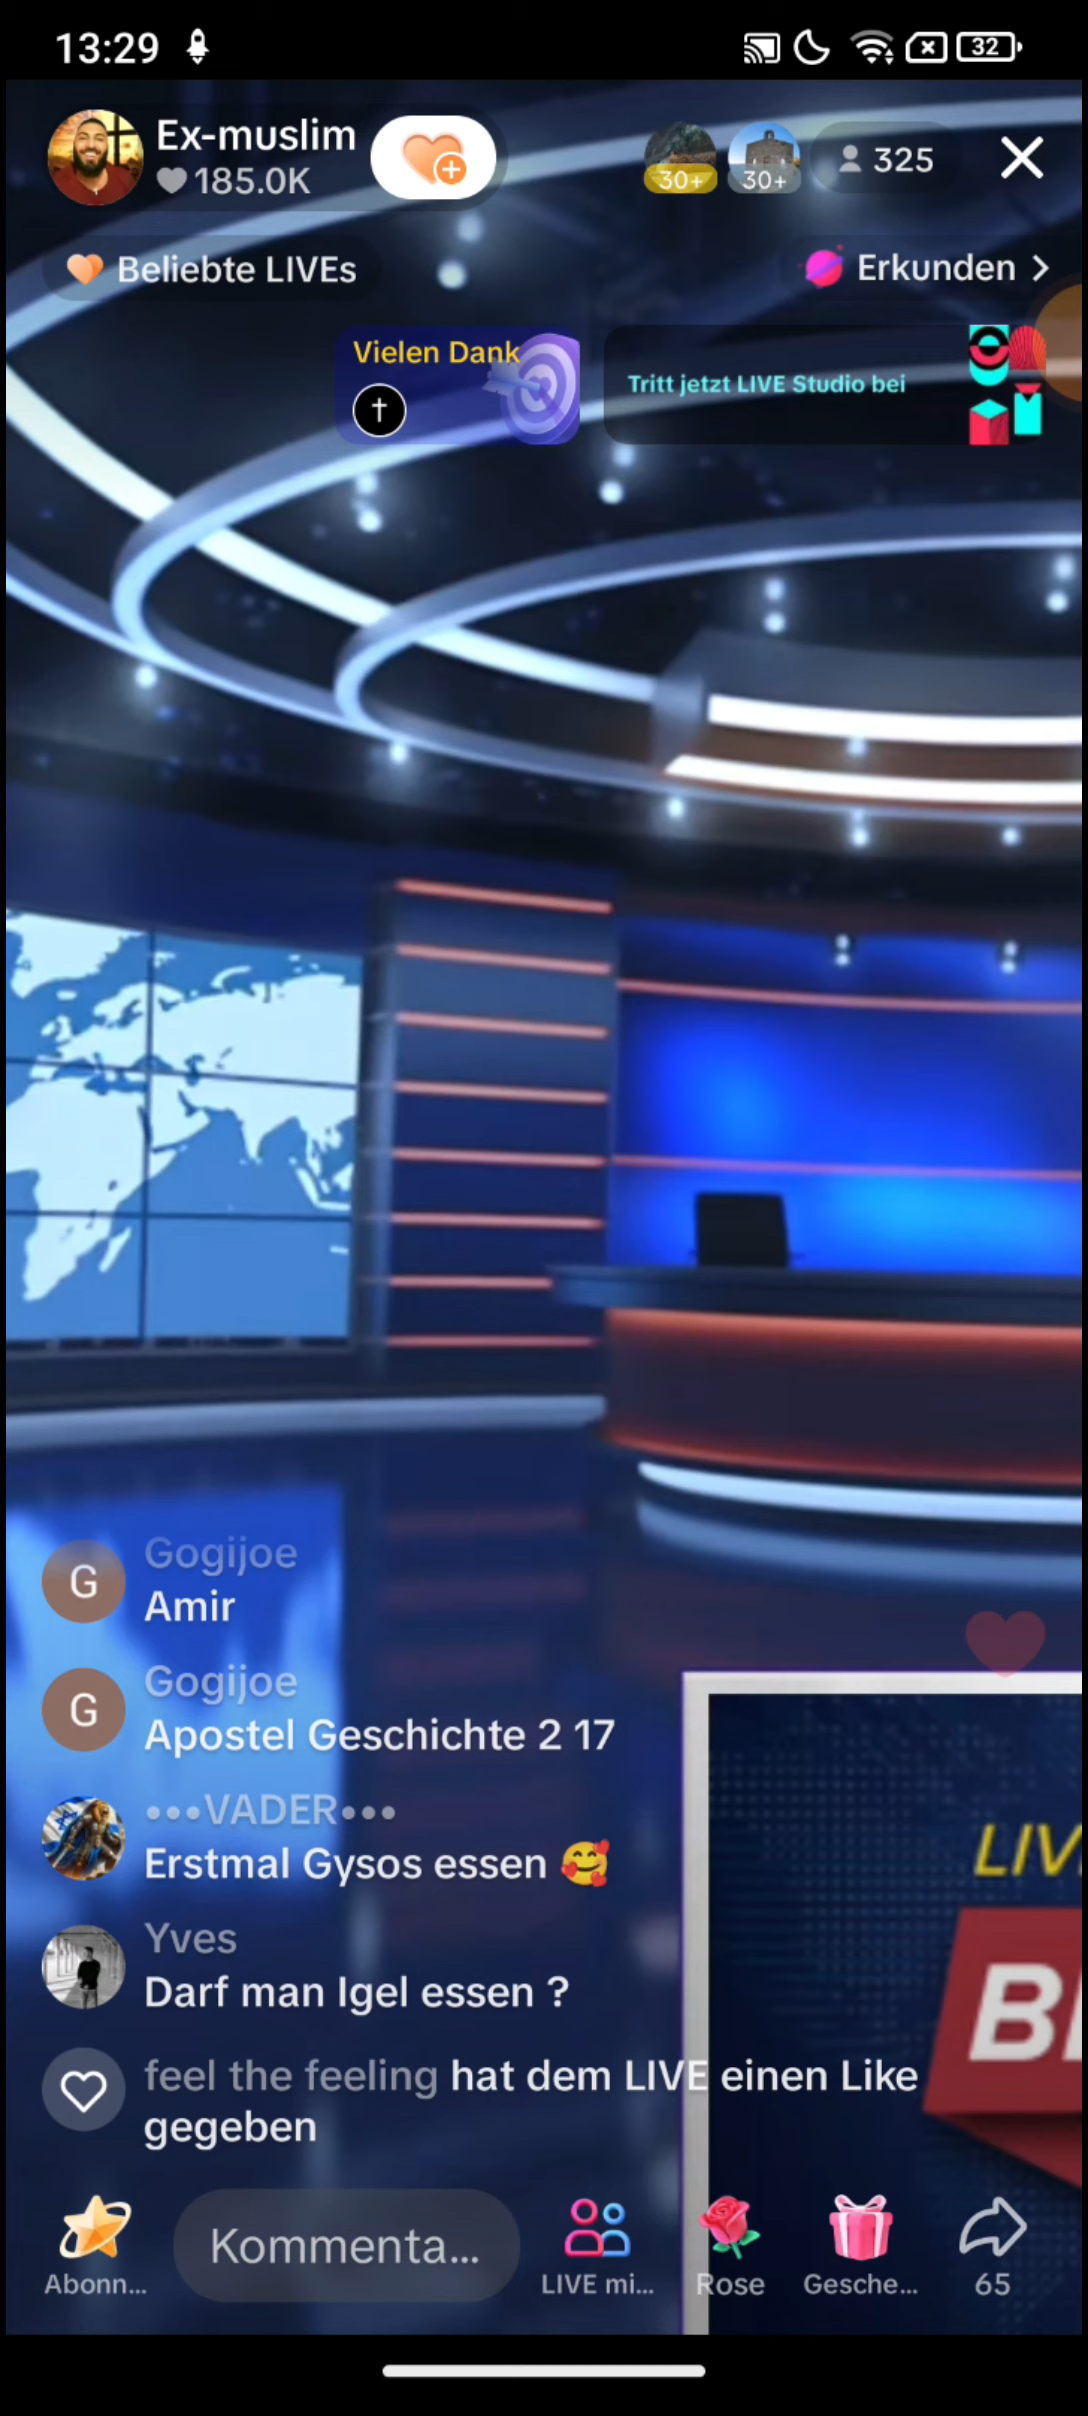 13:29
32
Ex-muslim
185.0K
30+
30+
325
Beliebte LIVEs
Erkunden
Vielen Dank
Tritt jetzt LIVE Studio bei
G
Gogijoe
Amir
G
Gogijoe
Apostel Geschichte 2 17
•••VADER•••
Erstmal Gysos essen 🥰
Yves
Darf man Igel essen ?
feel the feeling hat dem LIVE einen Like
gegeben
LIV
B
Abonn...
Kommenta...
LIVE mi...
Rose
Gesche...
65